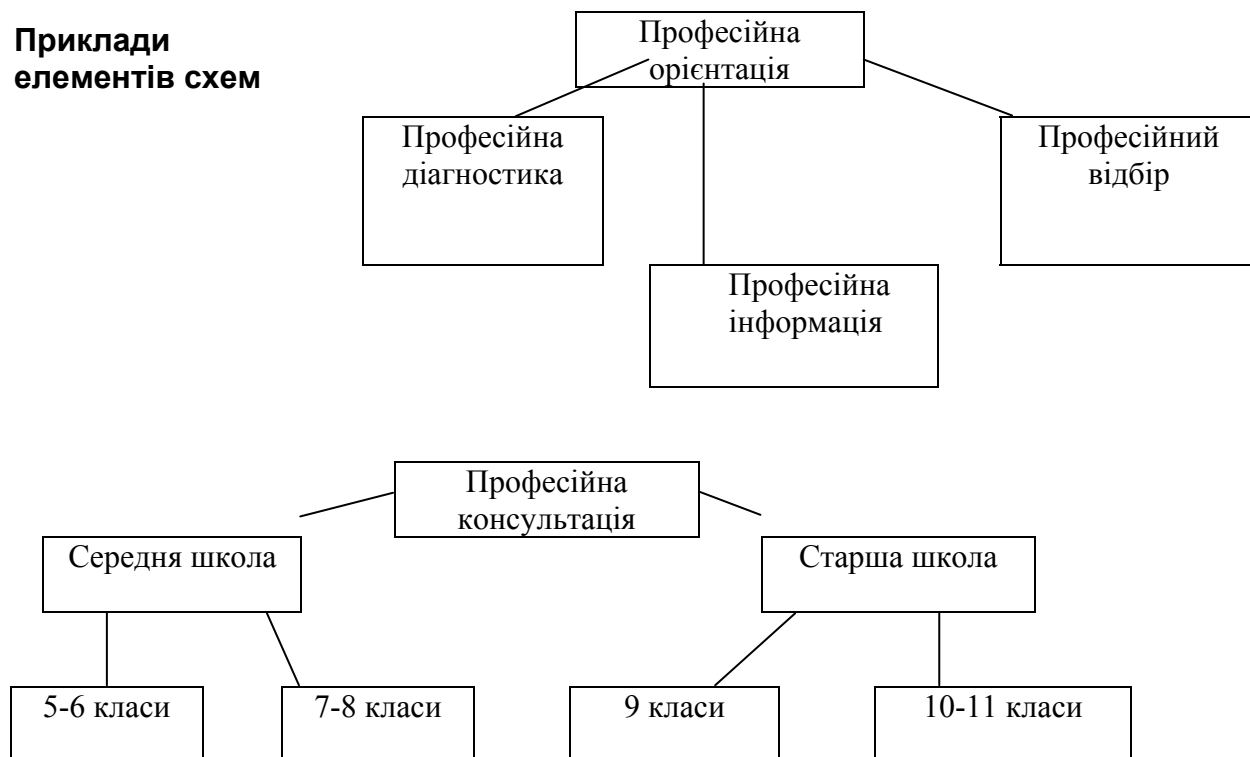 Приклади
елементів схем
Професійна
орієнтація
Професійна
діагностика
Професійний
відбір
Професійна
інформація
Професійна
консультація
Середня школа
Старша школа
5-6 класи
7-8 класи
9 класи
10-11 класи